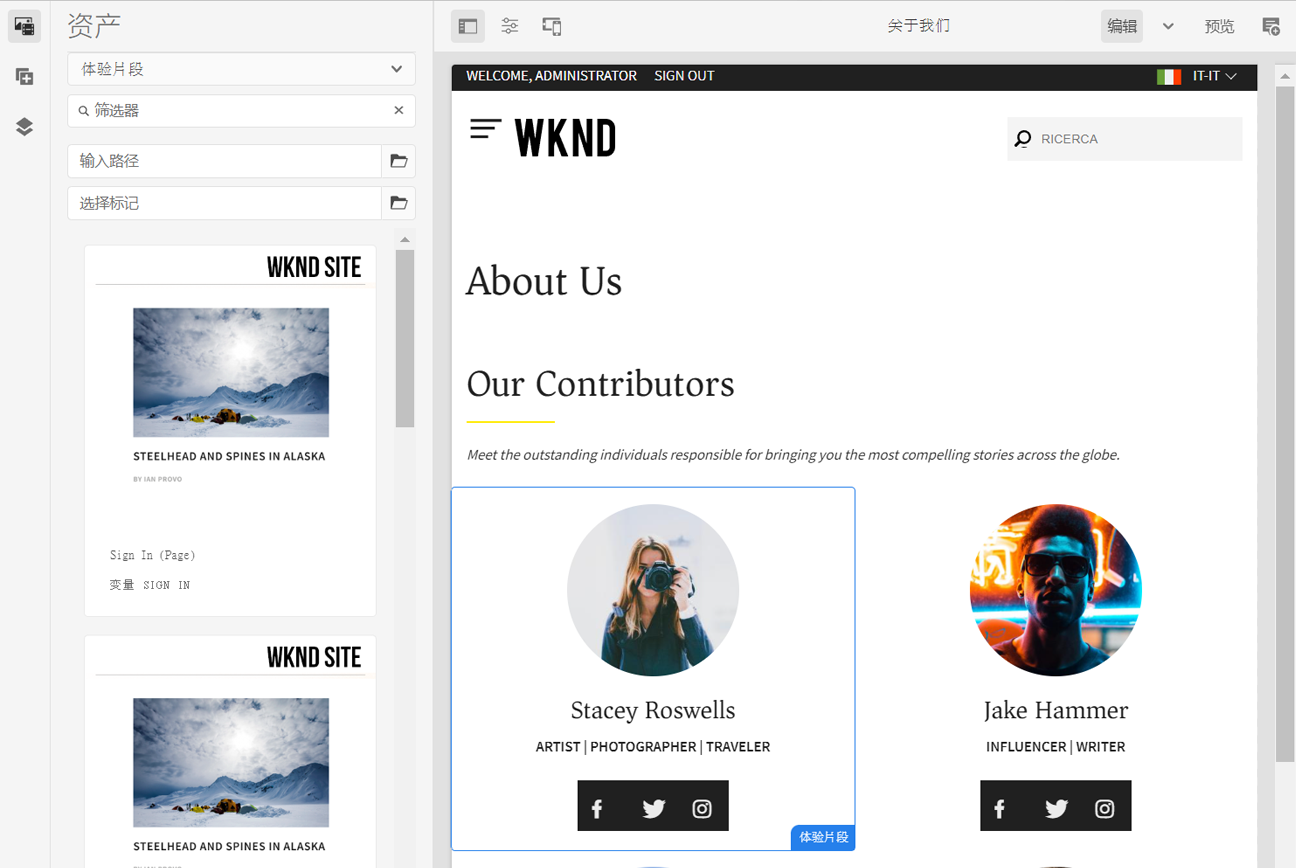 资产
体验片段
筛选器
输入路径
选择标记
WKND SITE
STEELHEAD AND SPINES IN ALASKA
BY IAN PROVO
Sign In (Page)
变量 SIGN IN
WKND SITE
STEELHEAD AND SPINES IN ALASKA
关于我们
编辑
预览
WELCOME, ADMINISTRATOR SIGN OUT
IT-IT
WKND
RICERCA
About Us
Our Contributors
Meet the outstanding individuals responsible for bringing you the most compelling stories across the globe.
Stacey Roswells
ARTIST | PHOTOGRAPHER | TRAVELER
体验片段
Jake Hammer
INFLUENCER | WRITER